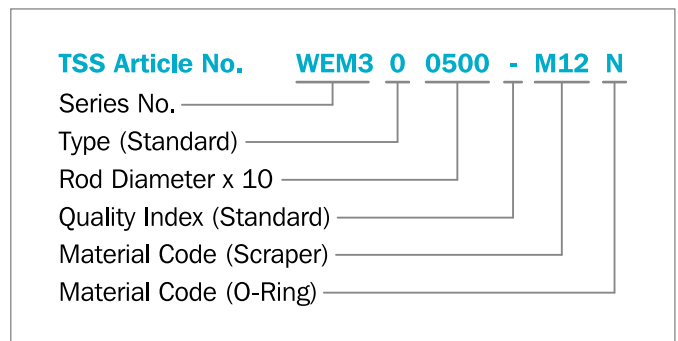 TSS Article No. WEM3 0 0500 - M12 N
Series No.
Type (Standard)
Rod Diameter x 10
Quality Index (Standard)
Material Code (Scraper)
Material Code (O-Ring)